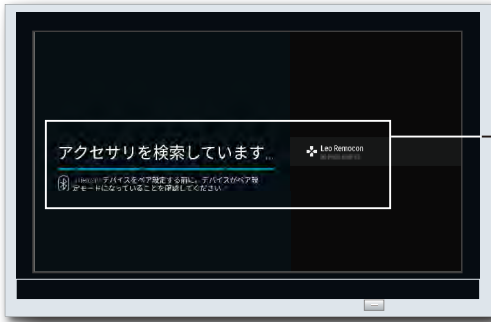 アクセサリを検索しています...
デバイスをペア設定する前に、デバイスがペア設
定モードになっていることを確認してください
Leo Remocon